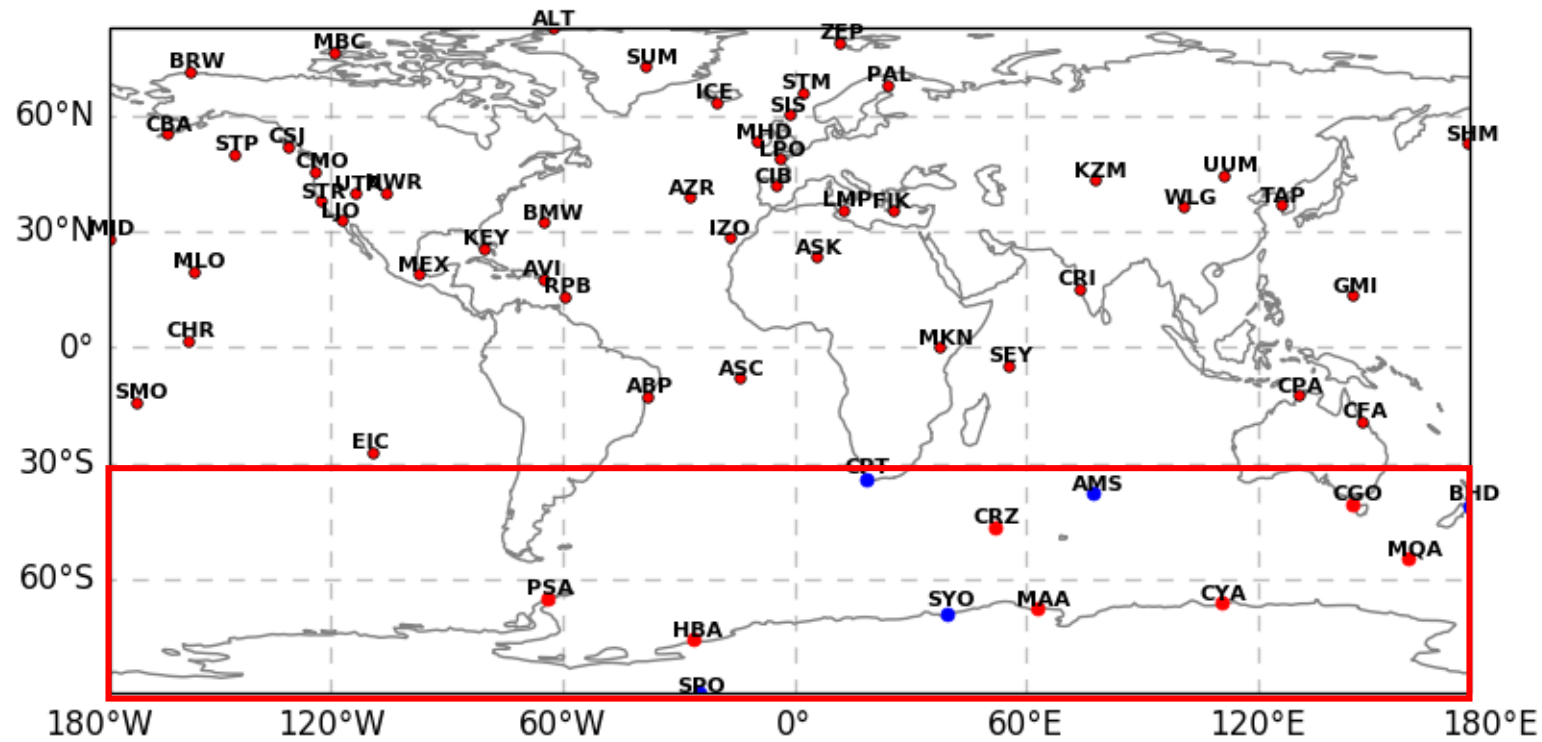 ALT
ZEP
MBC
BRW
SUM
STM
PAL
ICE
SIS
60°N
CBA
MHD
SHM
STP
CSJ
LPO
CMO
KZM
UUM
UTA
NWR
CIB
STR
AZR
LMP
FIK
WLG
TAP
LJO
BMW
30°N
MID
IZO
KEY
ASK
MLO
MEX
AVI
CRI
RPB
GMI
CHR
0°
MKN
SEY
SMO
ABP
ASC
CPA
CFA
EIC
30°S
CPT
AMS
CGO
BHD
CRZ
MQA
60°S
PSA
SYO
MAA
CYA
HBA
SPO
180°W
120°W
60°W
0°
60°E
120°E
180°E